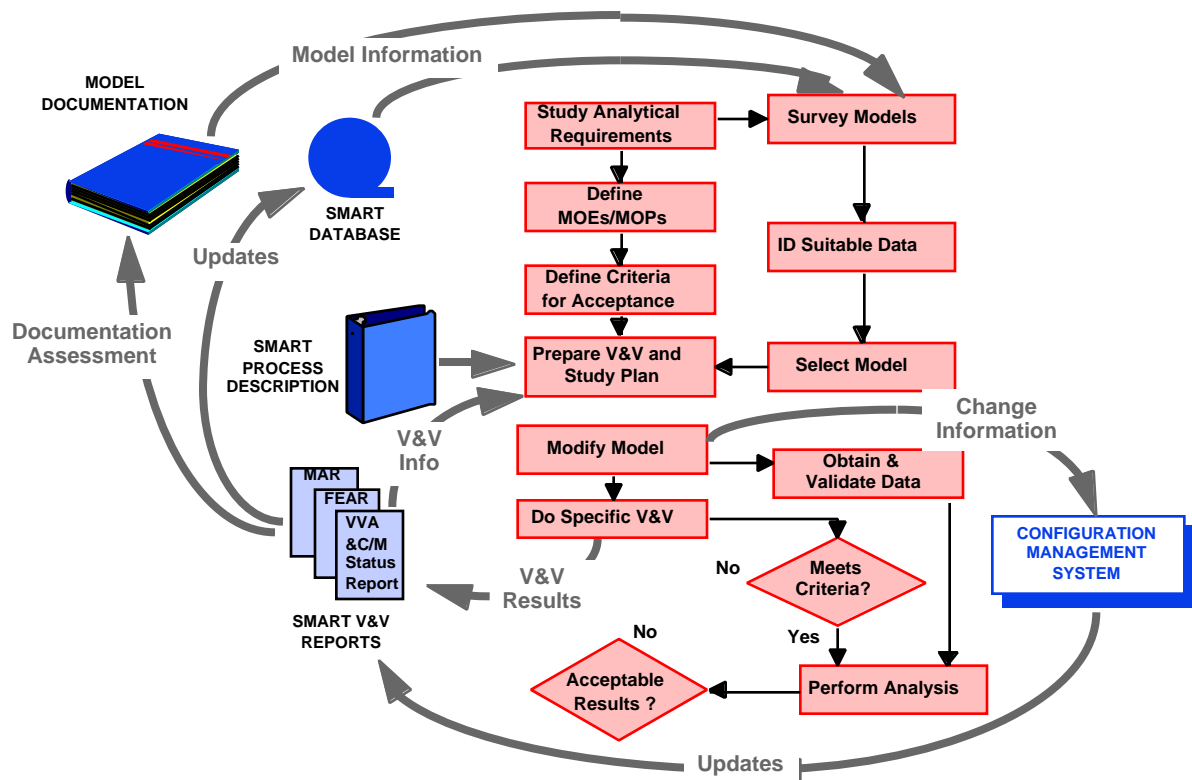 Model Information
MODEL
DOCUMENTATION
SMART
DATABASE
Updates
Documentation
Assessment
SMART
PROCESS
DESCRIPTION
V&V
Info
Study Analytical
Requirements
Survey Models
Define
MOEs/MOPs
ID Suitable Data
Define Criteria
for Acceptance
Prepare V&V and
Study Plan
Select Model
Change
Information
Modify Model
Obtain &
Validate Data
Do Specific V&V
MAR
FEAR
VVA
&C/M
Status
Report
SMART V&V
REPORTS
V&V
Results
No
Meets
Criteria?
Yes
CONFIGURATION
MANAGEMENT
SYSTEM
No
Acceptable
Results ?
Perform Analysis
Updates